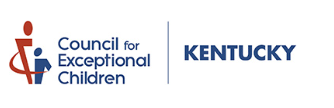 Council for
Exceptional
Children
KENTUCKY